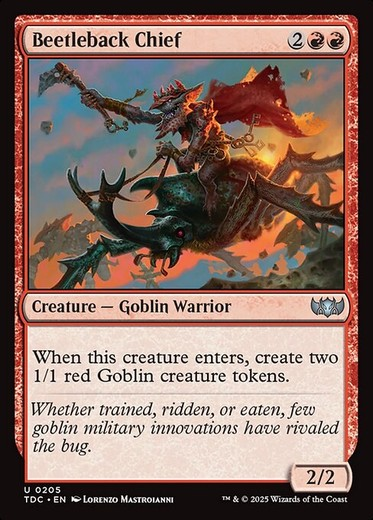 Beetleback Chief 2
Creature — Goblin Warrior
When this creature enters, create two
1/1 red Goblin creature tokens.
Whether trained, ridden, or eaten, few
goblin military innovations have rivaled
the bug.
2/2
U 0205
TDC • EN Lorenzo Mastroianni
™ & © 2025 Wizards of the Coast